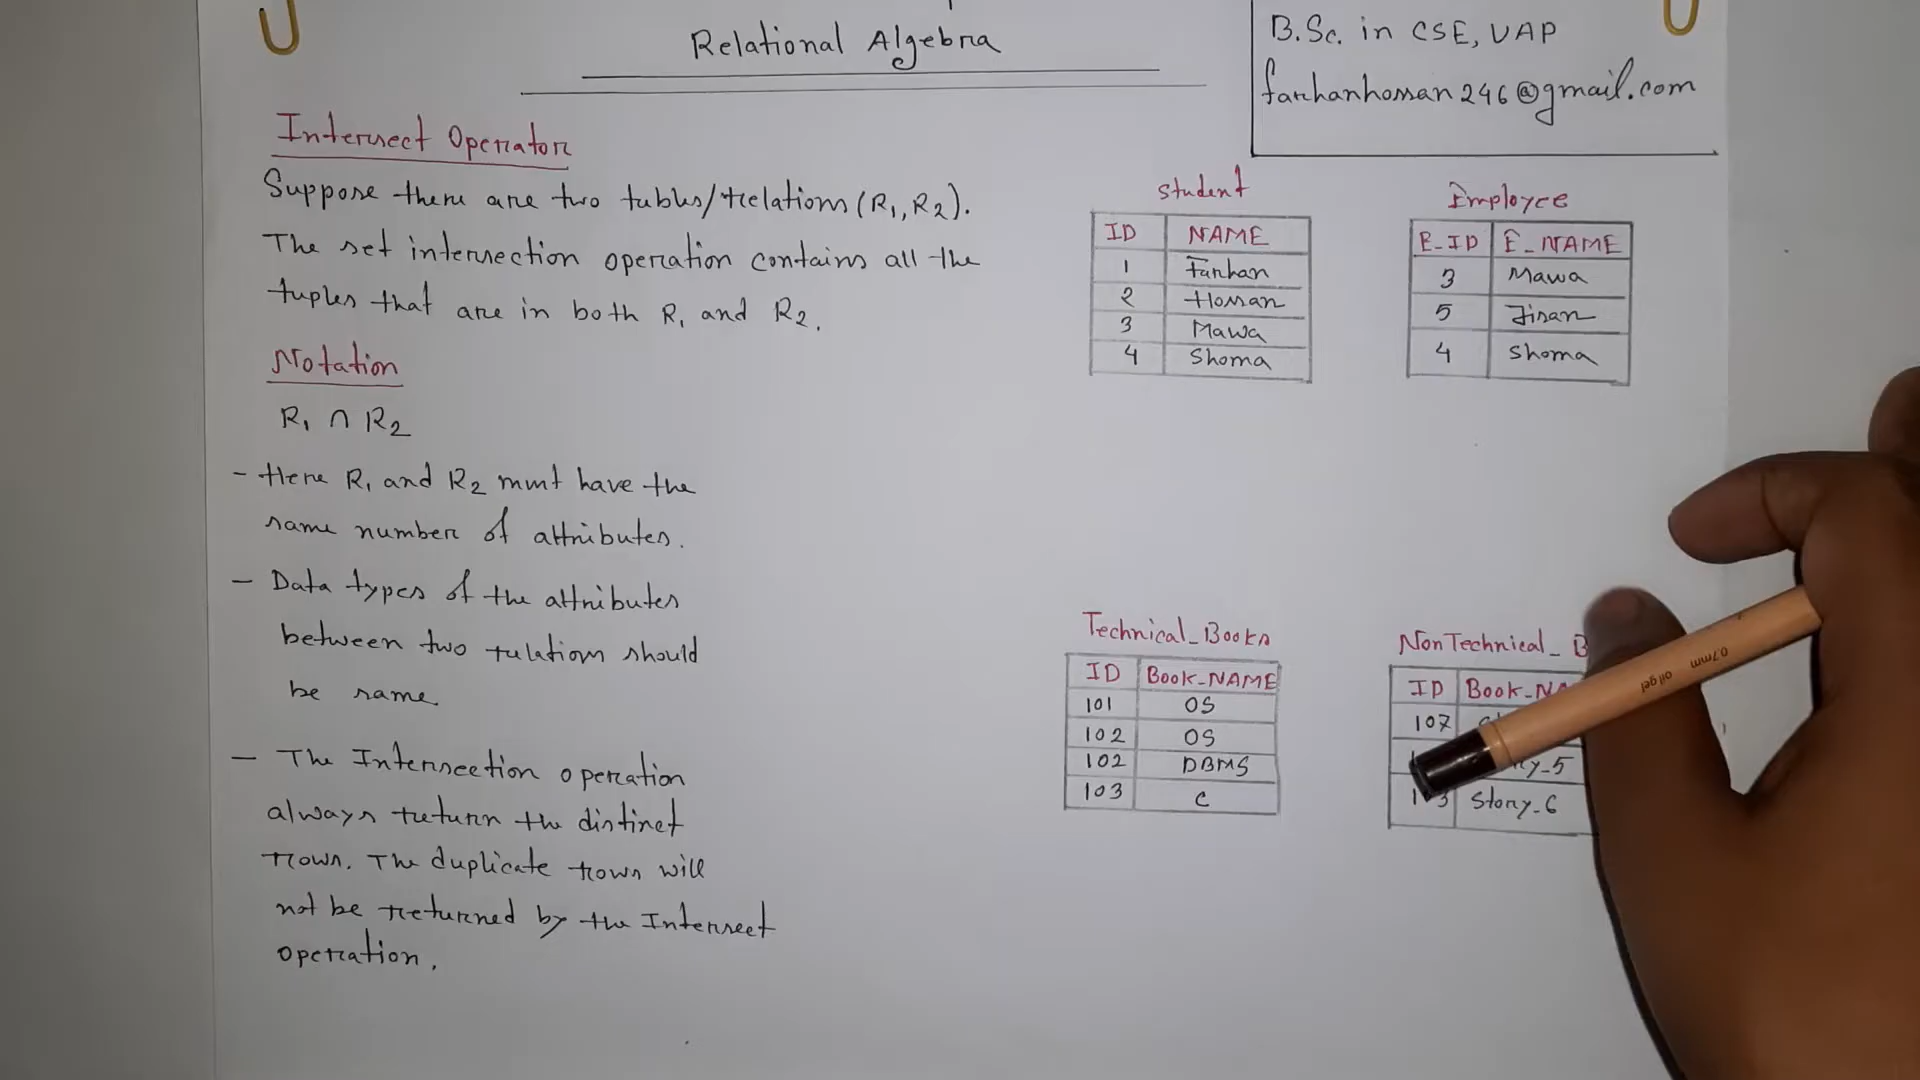 Relational Algebra
B.Sc. in CSE, UAP
farhanhossan246@gmail.com
Intersect Operator
Suppose there are two tables/relations (R1, R2).
The set intersection operation contains all the
tuples that are in both R1 and R2.
Notation
R1 ∩ R2
- Here R1 and R2 must have the
same number of attributes.
- Data types of the attributes
between two relations should
be same
- The Intersection operation
always return the distinct
rows. The duplicate rows will
not be returned by the Intersect
operation.
Student
ID NAME
1 Farhan
2 Hossan
3 Mawa
4 Shoma
Employee
E_ID E_NAME
3 Mawa
5 Jisan
4 Shoma
Technical_Books
ID Book_NAME
101 OS
102 OS
102 DBMS
103 C
NonTechnical_B
ID Book_NA
107
Story_6
0.7mm
oil gel